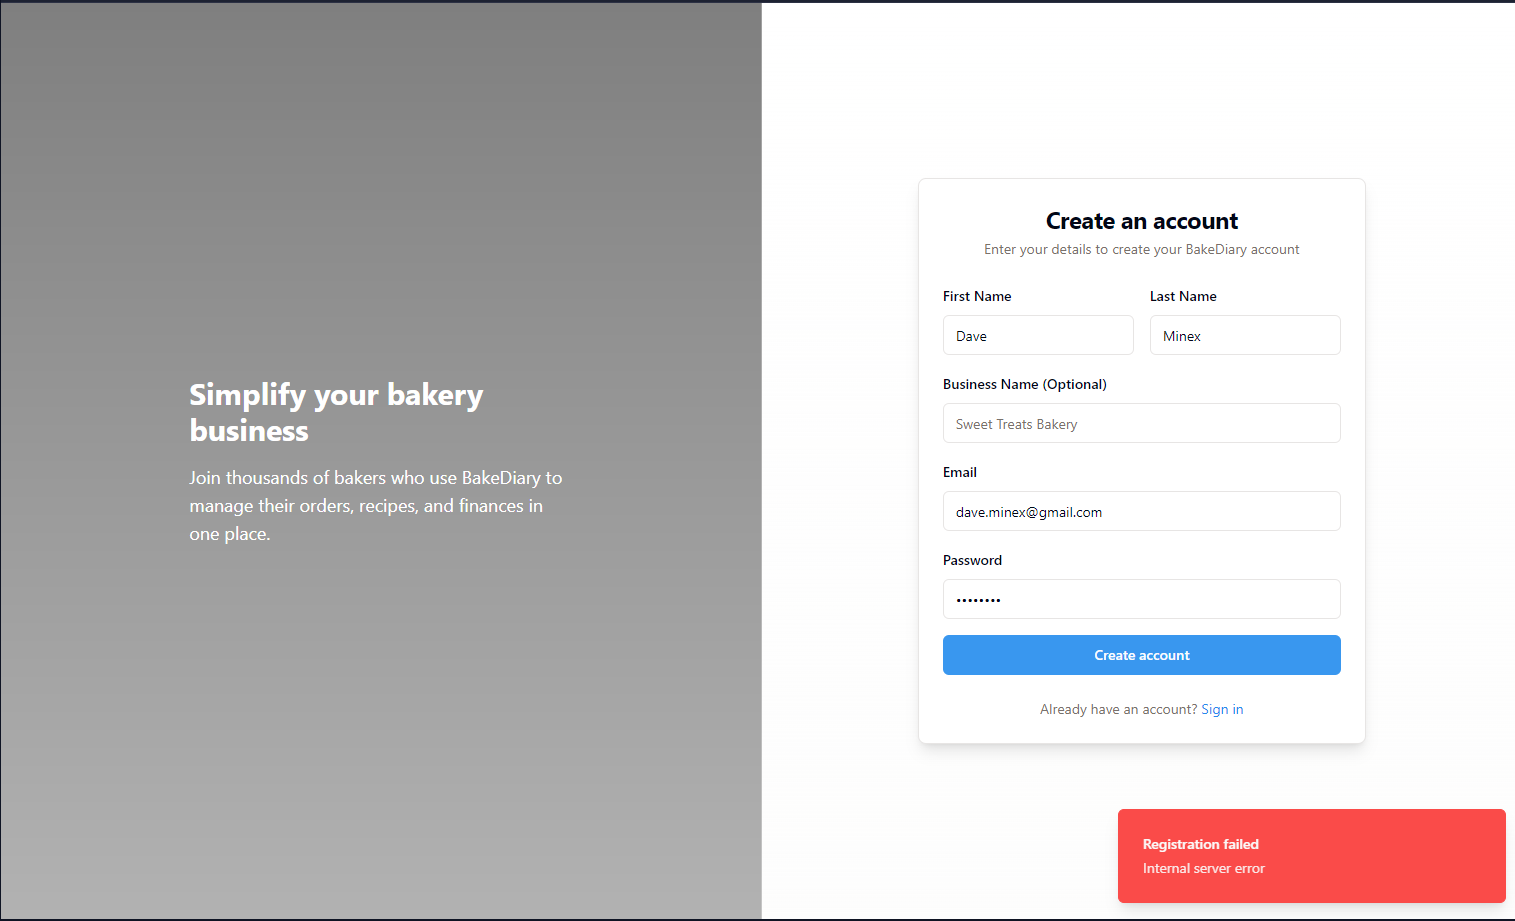 Simplify your bakery
business
Join thousands of bakers who use BakeDiary to
manage their orders, recipes, and finances in
one place.
Create an account
Enter your details to create your BakeDiary account
First Name
Last Name
Dave
Minex
Business Name (Optional)
Sweet Treats Bakery
Email
dave.minex@gmail.com
Password
••••••••
Create account
Already have an account? Sign in
Registration failed
Internal server error